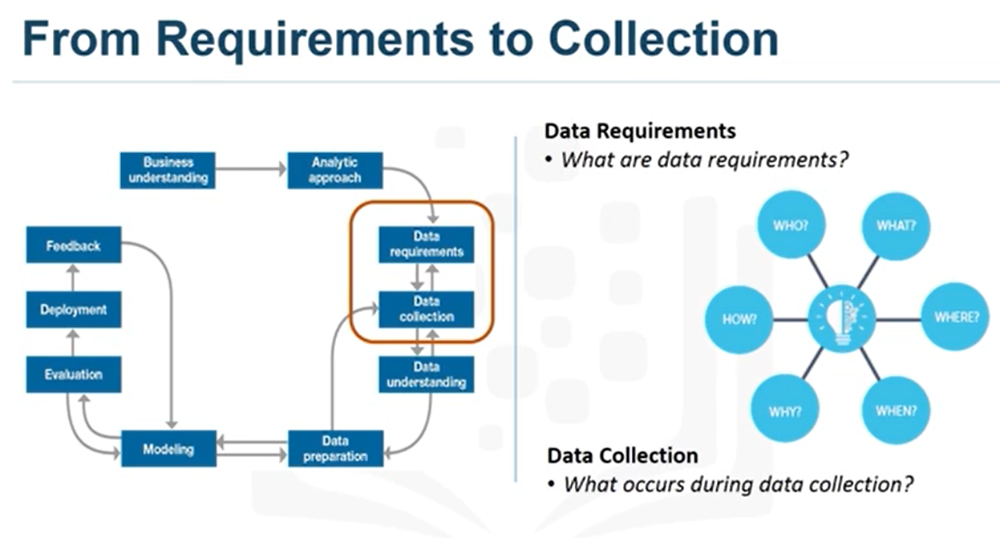 From Requirements to Collection
Business
understanding
Analytic
approach
Feedback
Data
requirements
Deployment
Data
collection
Evaluation
Data
understanding
Modeling
Data
preparation
Data Requirements
• What are data requirements?
WHO?
WHAT?
HOW?
WHERE?
WHY?
WHEN?
Data Collection
• What occurs during data collection?